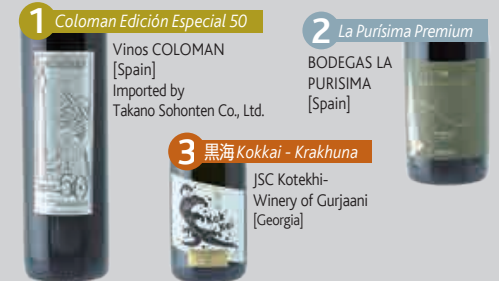 1 Coloman Edición Especial 50
Vinos COLOMAN
[Spain]
Imported by
Takano Sohonten Co., Ltd.
2 La Purísima Premium
BODEGAS LA
PURISIMA
[Spain]
3 黒海 Kokkai - Krakhuna
JSC Kotekhi-
Winery of Gurjaani
[Georgia]
50